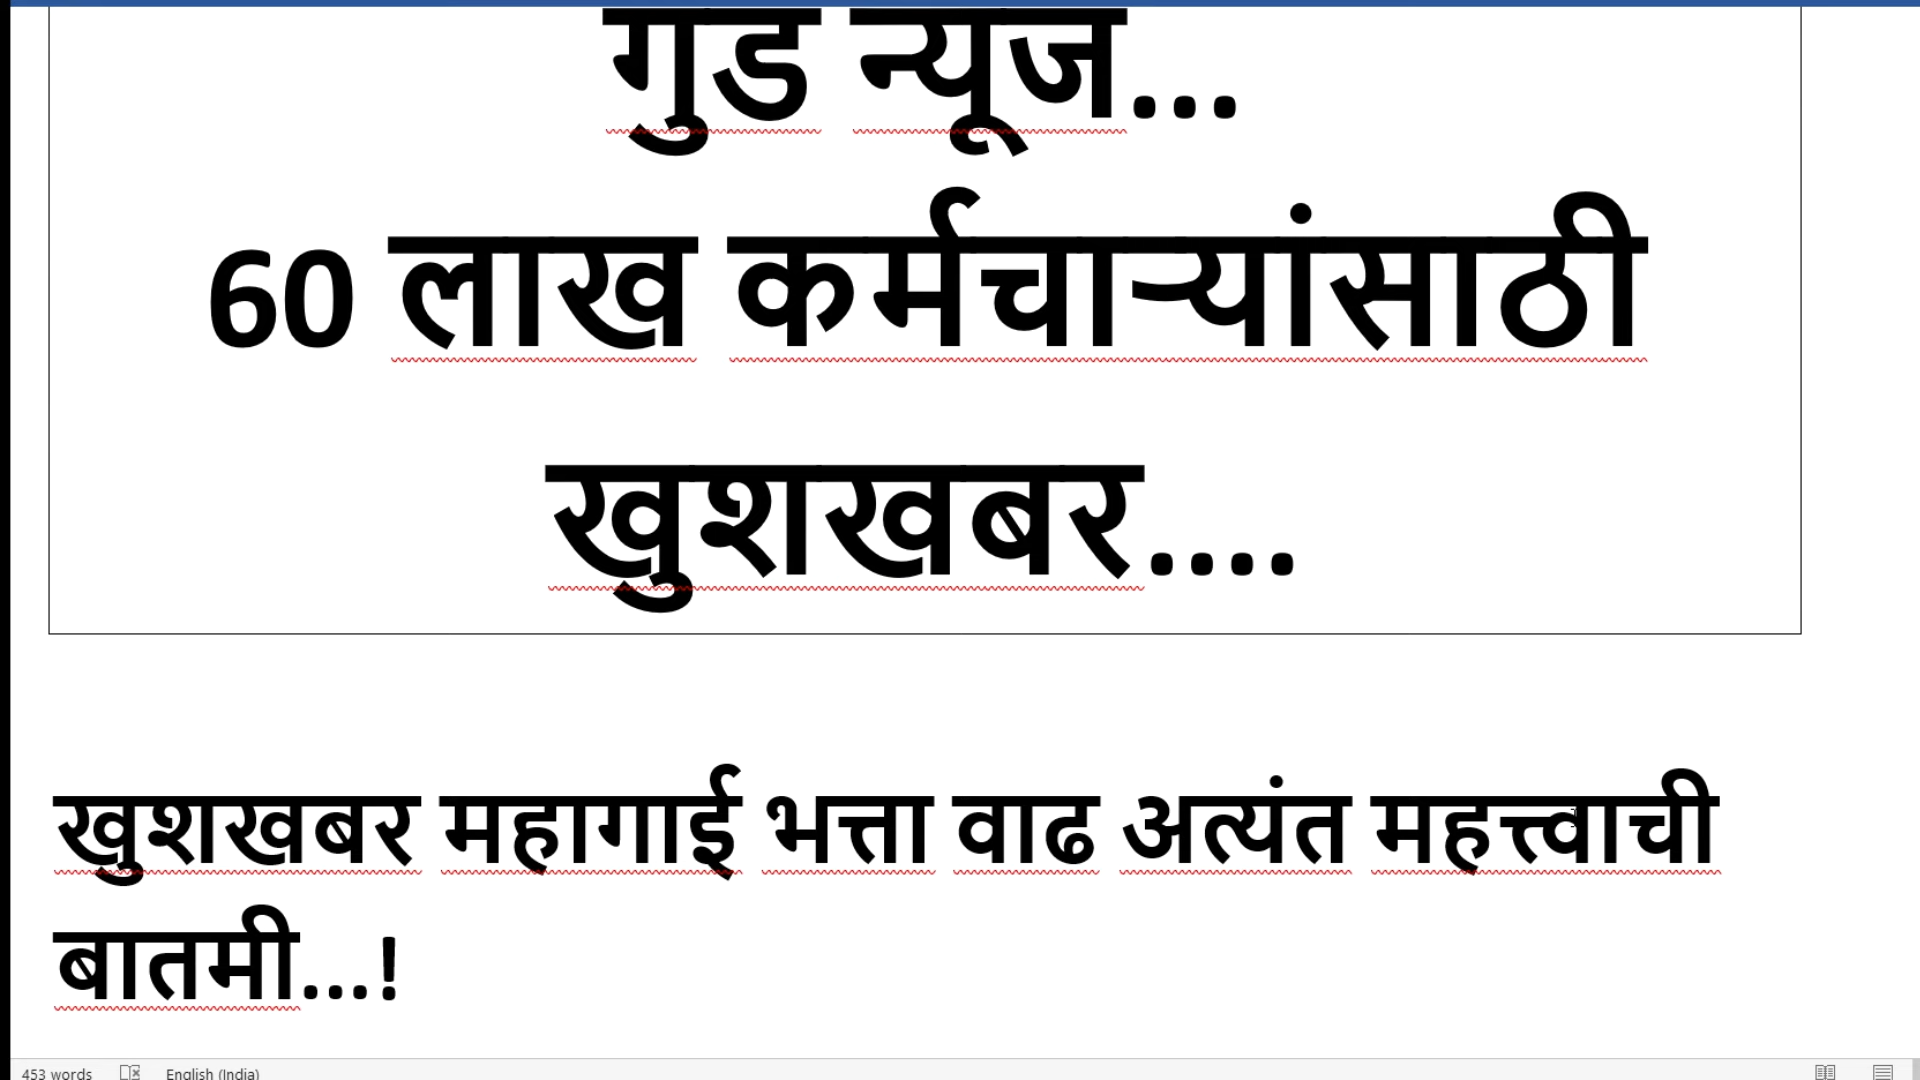 गुड न्यूज...
60 लाख कर्मचाऱ्यांसाठी
खुशखबर....
खुशखबर महागाई भत्ता वाढ अत्यंत महत्त्वाची
बातमी...!
453 words English (India)